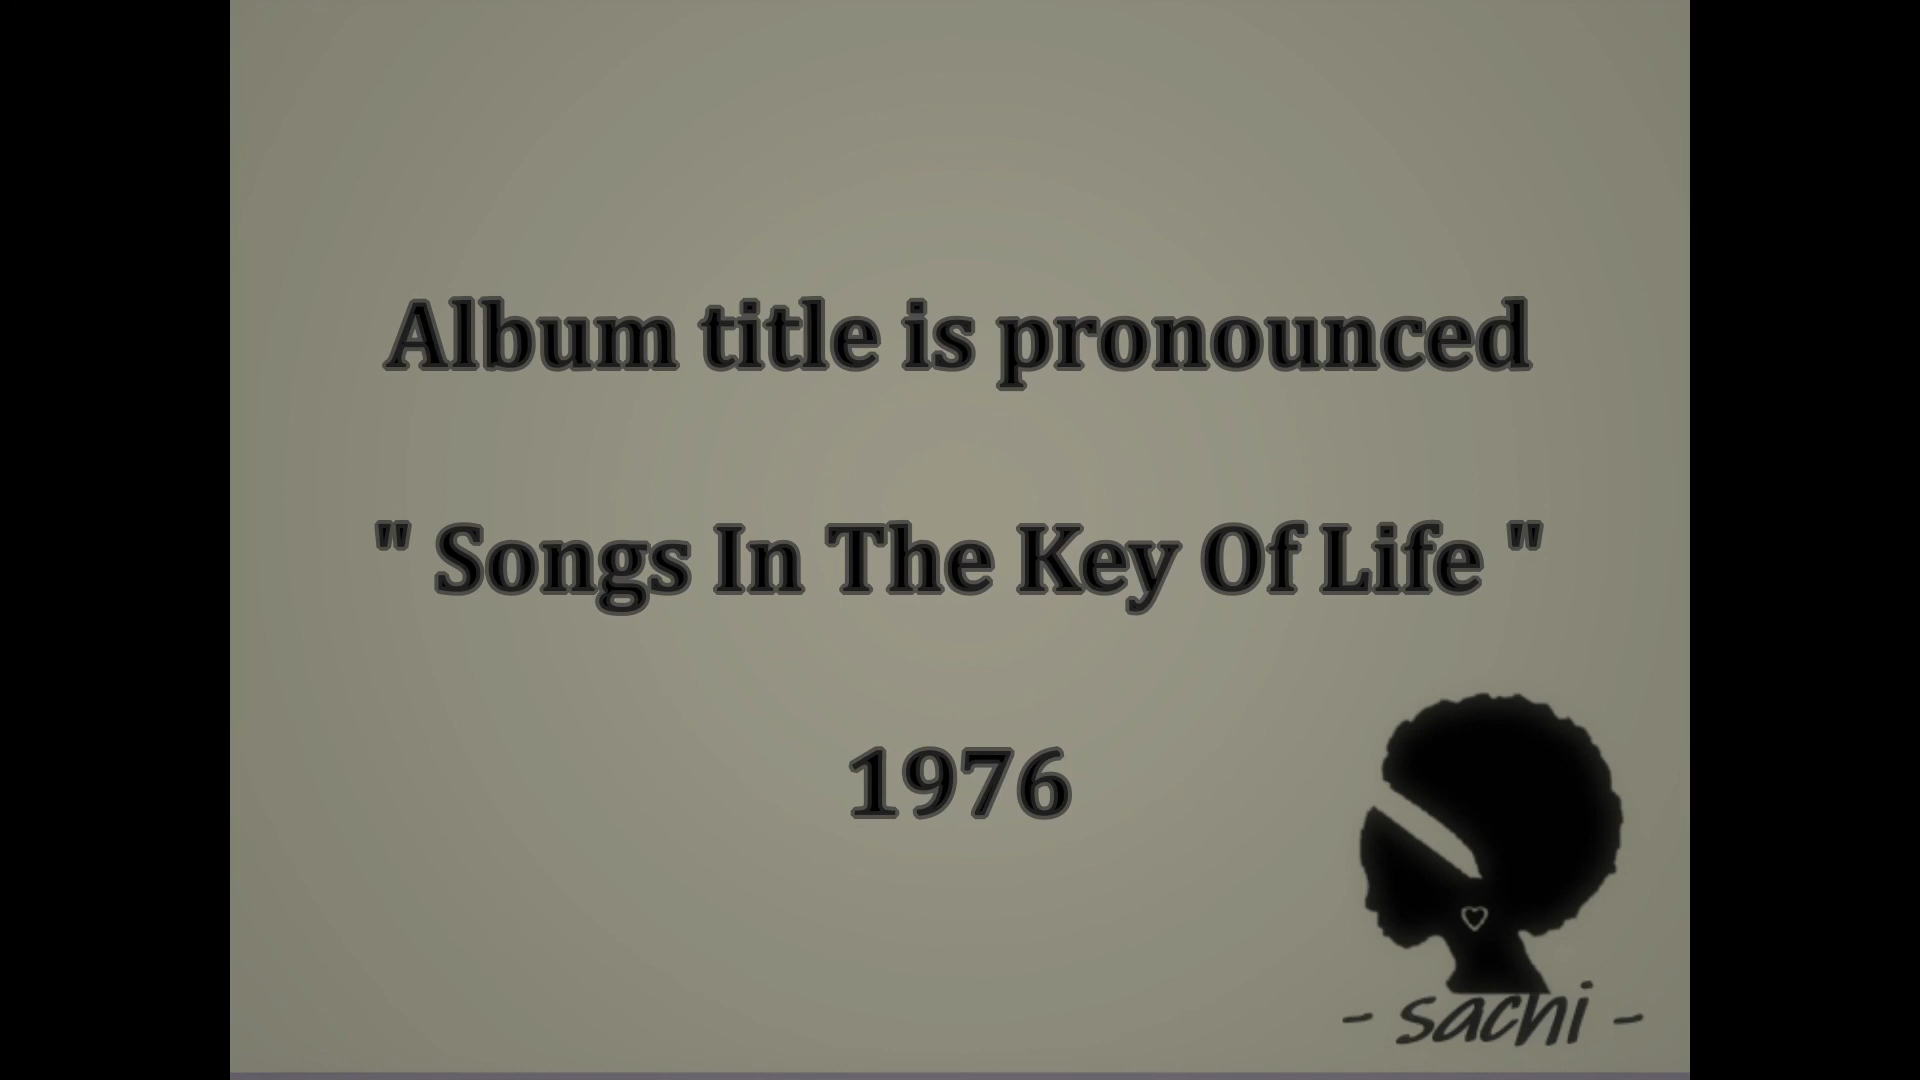 Album title is pronounced
" Songs In The Key Of Life "
1976
- sachi -